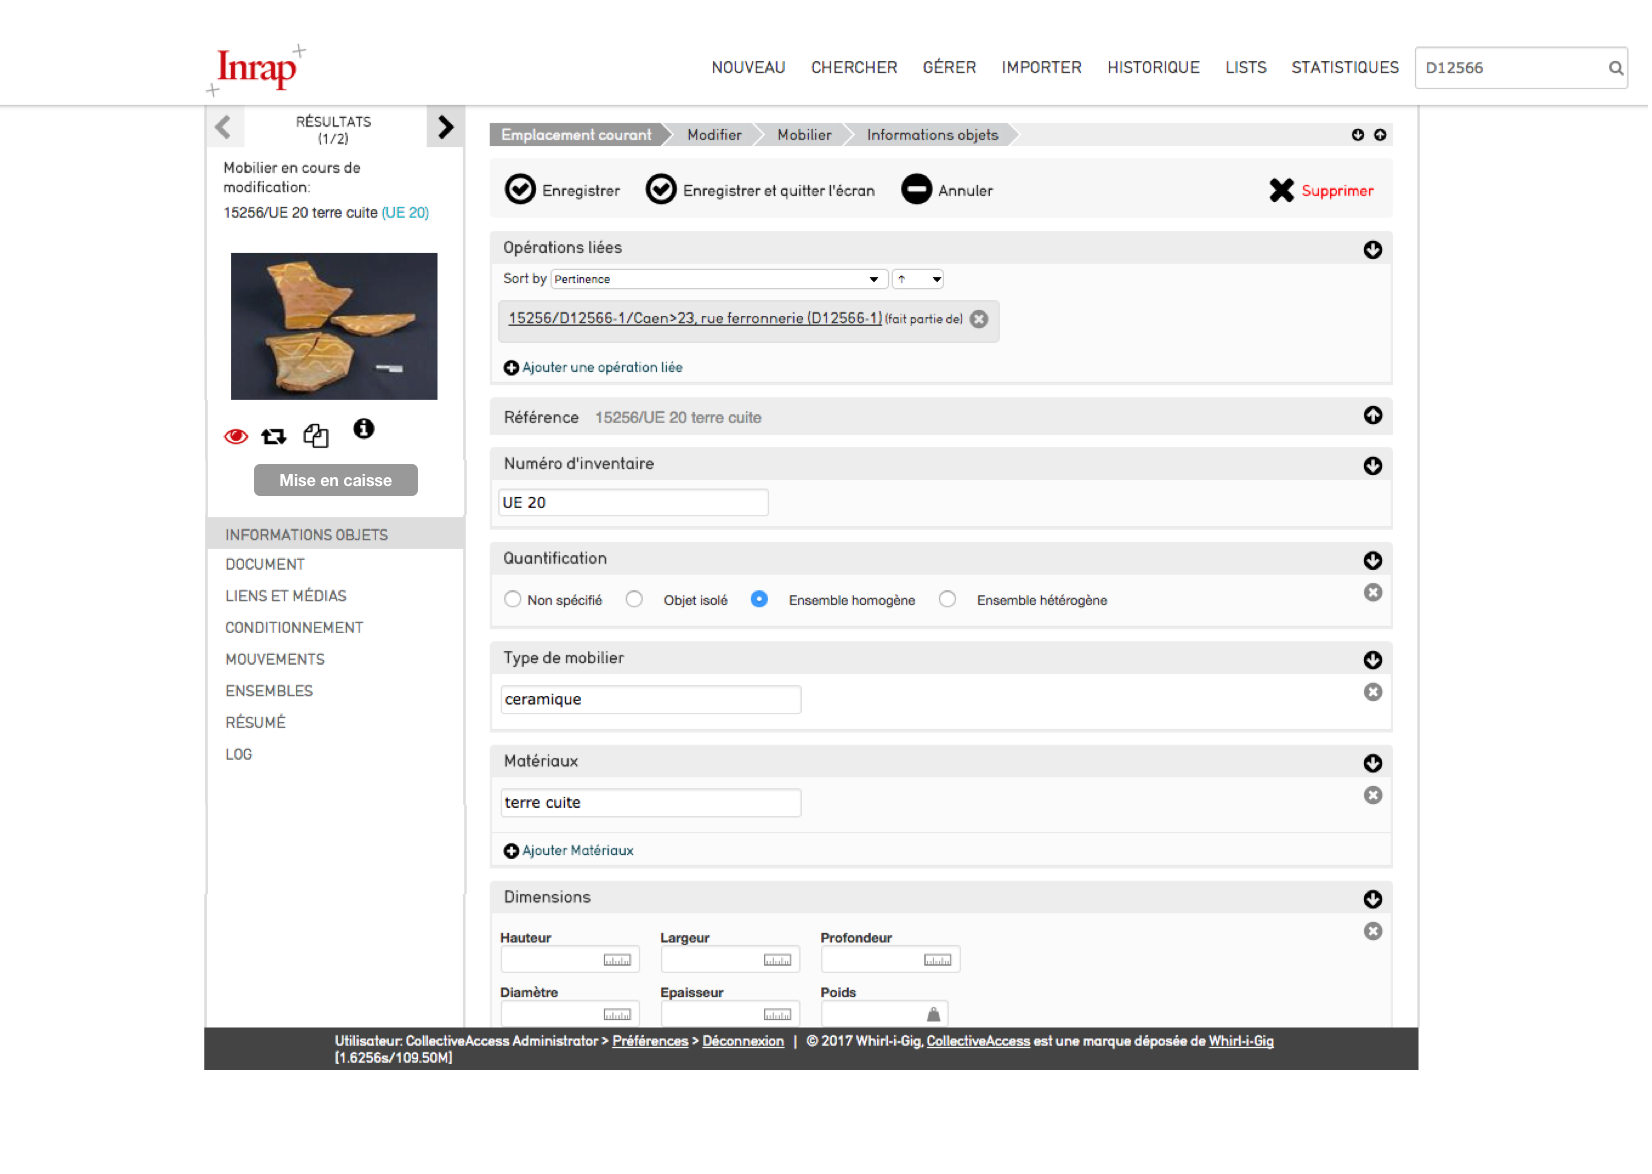 Inrap
NOUVEAU CHERCHER GÉRER IMPORTER HISTORIQUE LISTS STATISTIQUES D12566
RÉSULTATS
(1/2)
Mobilier en cours de
modification:
15256/UE 20 terre cuite (UE 20)
Mise en caisse
INFORMATIONS OBJETS
DOCUMENT
LIENS ET MÉDIAS
CONDITIONNEMENT
MOUVEMENTS
ENSEMBLES
RÉSUMÉ
LOG
Emplacement courant Modifier Mobilier Informations objets
Enregistrer Enregistrer et quitter l'écran Annuler Supprimer
Opérations liées
Sort by Pertinence ↑
15256/D12566-1/Caen>23, rue ferronnerie (D12566-1) (fait partie de)
Ajouter une opération liée
Référence 15256/UE 20 terre cuite
Numéro d'inventaire
UE 20
Quantification
Non spécifié Objet isolé Ensemble homogène Ensemble hétérogène
Type de mobilier
ceramique
Matériaux
terre cuite
Ajouter Matériaux
Dimensions
Hauteur Largeur Profondeur
Diamètre Epaisseur Poids
Utilisateur: CollectiveAccess Administrator > Préférences > Déconnexion | © 2017 Whirl-i-Gig, CollectiveAccess est une marque déposée de Whirl-i-Gig
[1.6256s/109.50M]